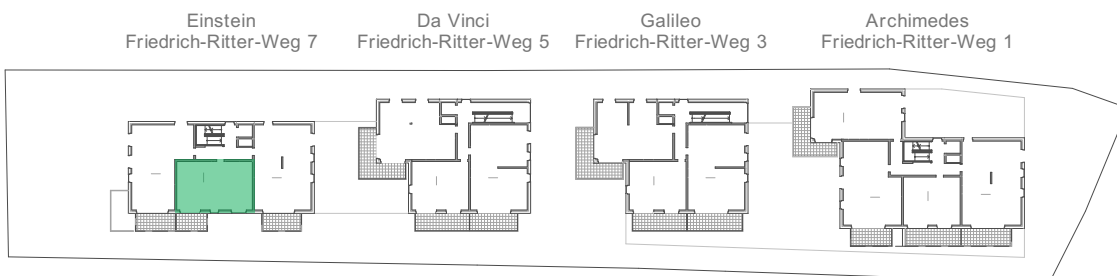 Einstein
Friedrich-Ritter-Weg 7
Da Vinci
Friedrich-Ritter-Weg 5
Galileo
Friedrich-Ritter-Weg 3
Archimedes
Friedrich-Ritter-Weg 1